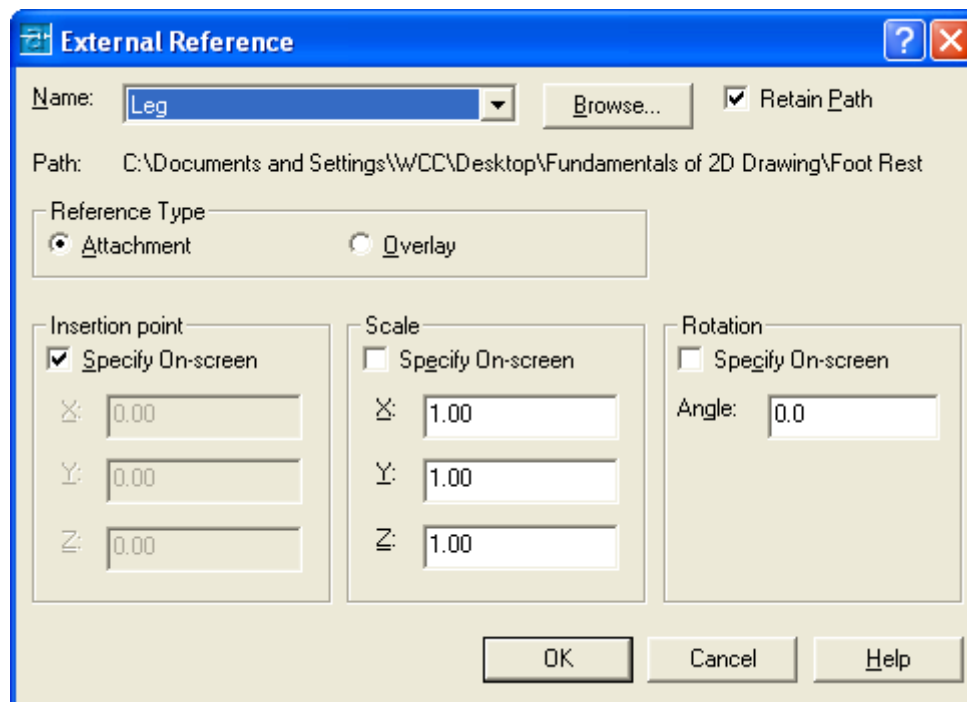 External Reference
Name: Leg Browse... Retain Path
Path: C:\Documents and Settings\WCC\Desktop\Fundamentals of 2D Drawing\Foot Rest
Reference Type
Attachment Overlay
Insertion point Scale Rotation
Specify On-screen Specify On-screen Specify On-screen
X: 0.00 X: 1.00 Angle: 0.0
Y: 0.00 Y: 1.00
Z: 0.00 Z: 1.00
OK Cancel Help